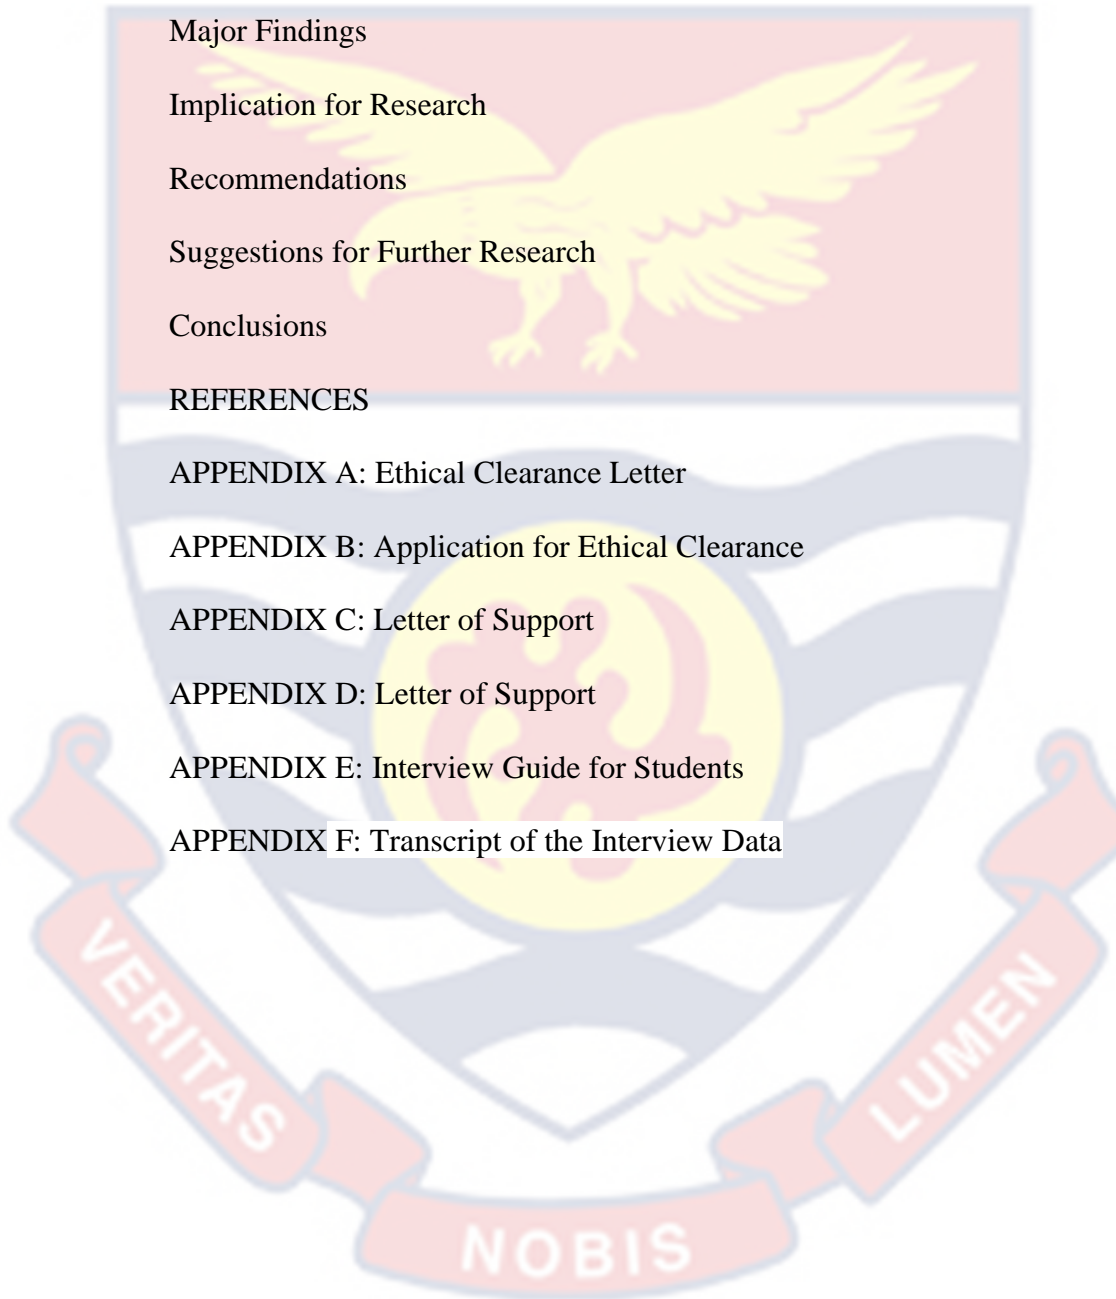 Major Findings
Implication for Research
Recommendations
Suggestions for Further Research
Conclusions
REFERENCES
APPENDIX A: Ethical Clearance Letter
APPENDIX B: Application for Ethical Clearance
APPENDIX C: Letter of Support
APPENDIX D: Letter of Support
APPENDIX E: Interview Guide for Students
APPENDIX F: Transcript of the Interview Data
VERITAS
NOBIS
LUMEN